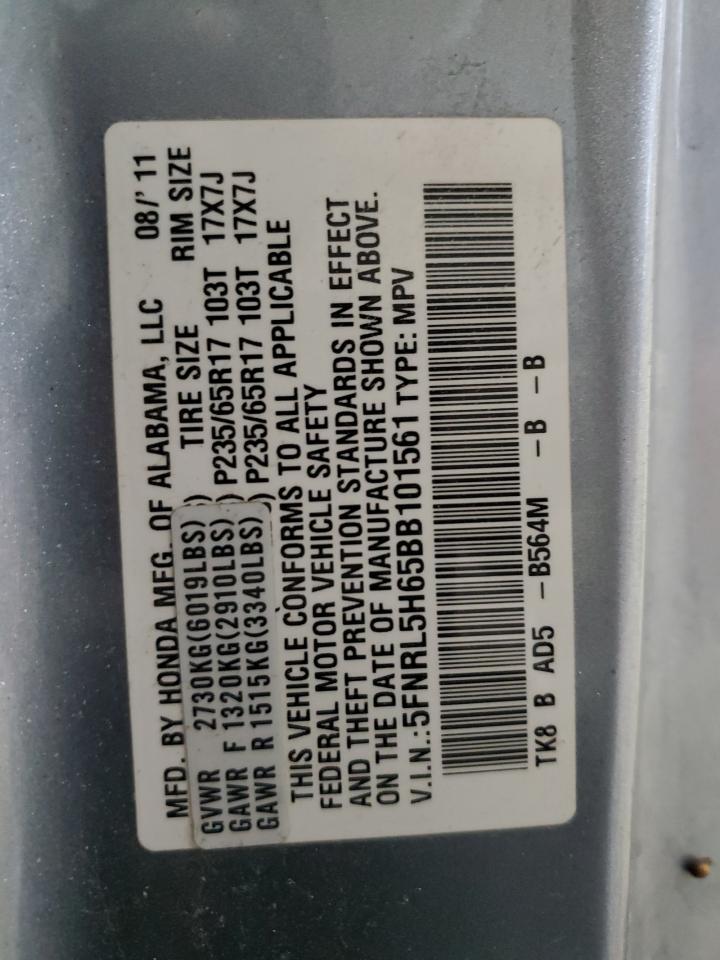 MFD. BY HONDA MFG. OF ALABAMA, LLC 08/'11
TIRE SIZE RIM SIZE
GVWR 2730KG(6019LBS)
GAWR F 1320KG(2910LBS) P235/65R17 103T 17X7J
GAWR R 1515KG(3340LBS) P235/65R17 103T 17X7J
THIS VEHICLE CONFORMS TO ALL APPLICABLE
FEDERAL MOTOR VEHICLE SAFETY
AND THEFT PREVENTION STANDARDS IN EFFECT
ON THE DATE OF MANUFACTURE SHOWN ABOVE.
V.I.N.:5FNRL5H65BB101561 TYPE: MPV
TK8 B AD5 -B564M -B -B